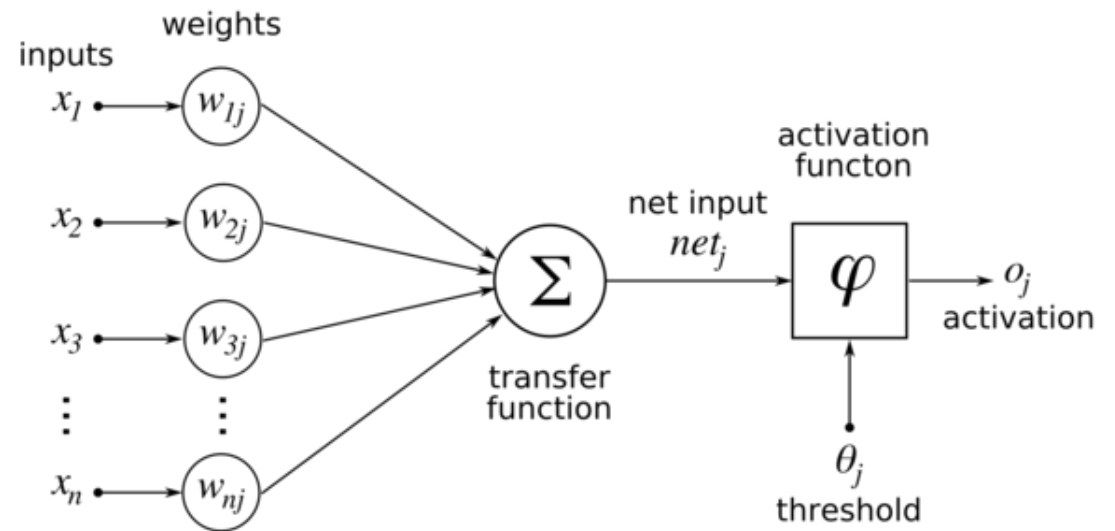 weights
inputs
x1
w1j
x2
w2j
x3
w3j
⋮
⋮
xn
wnj
Σ
transfer
function
net input
netj
activation
functon
φ
oj
activation
θj
threshold